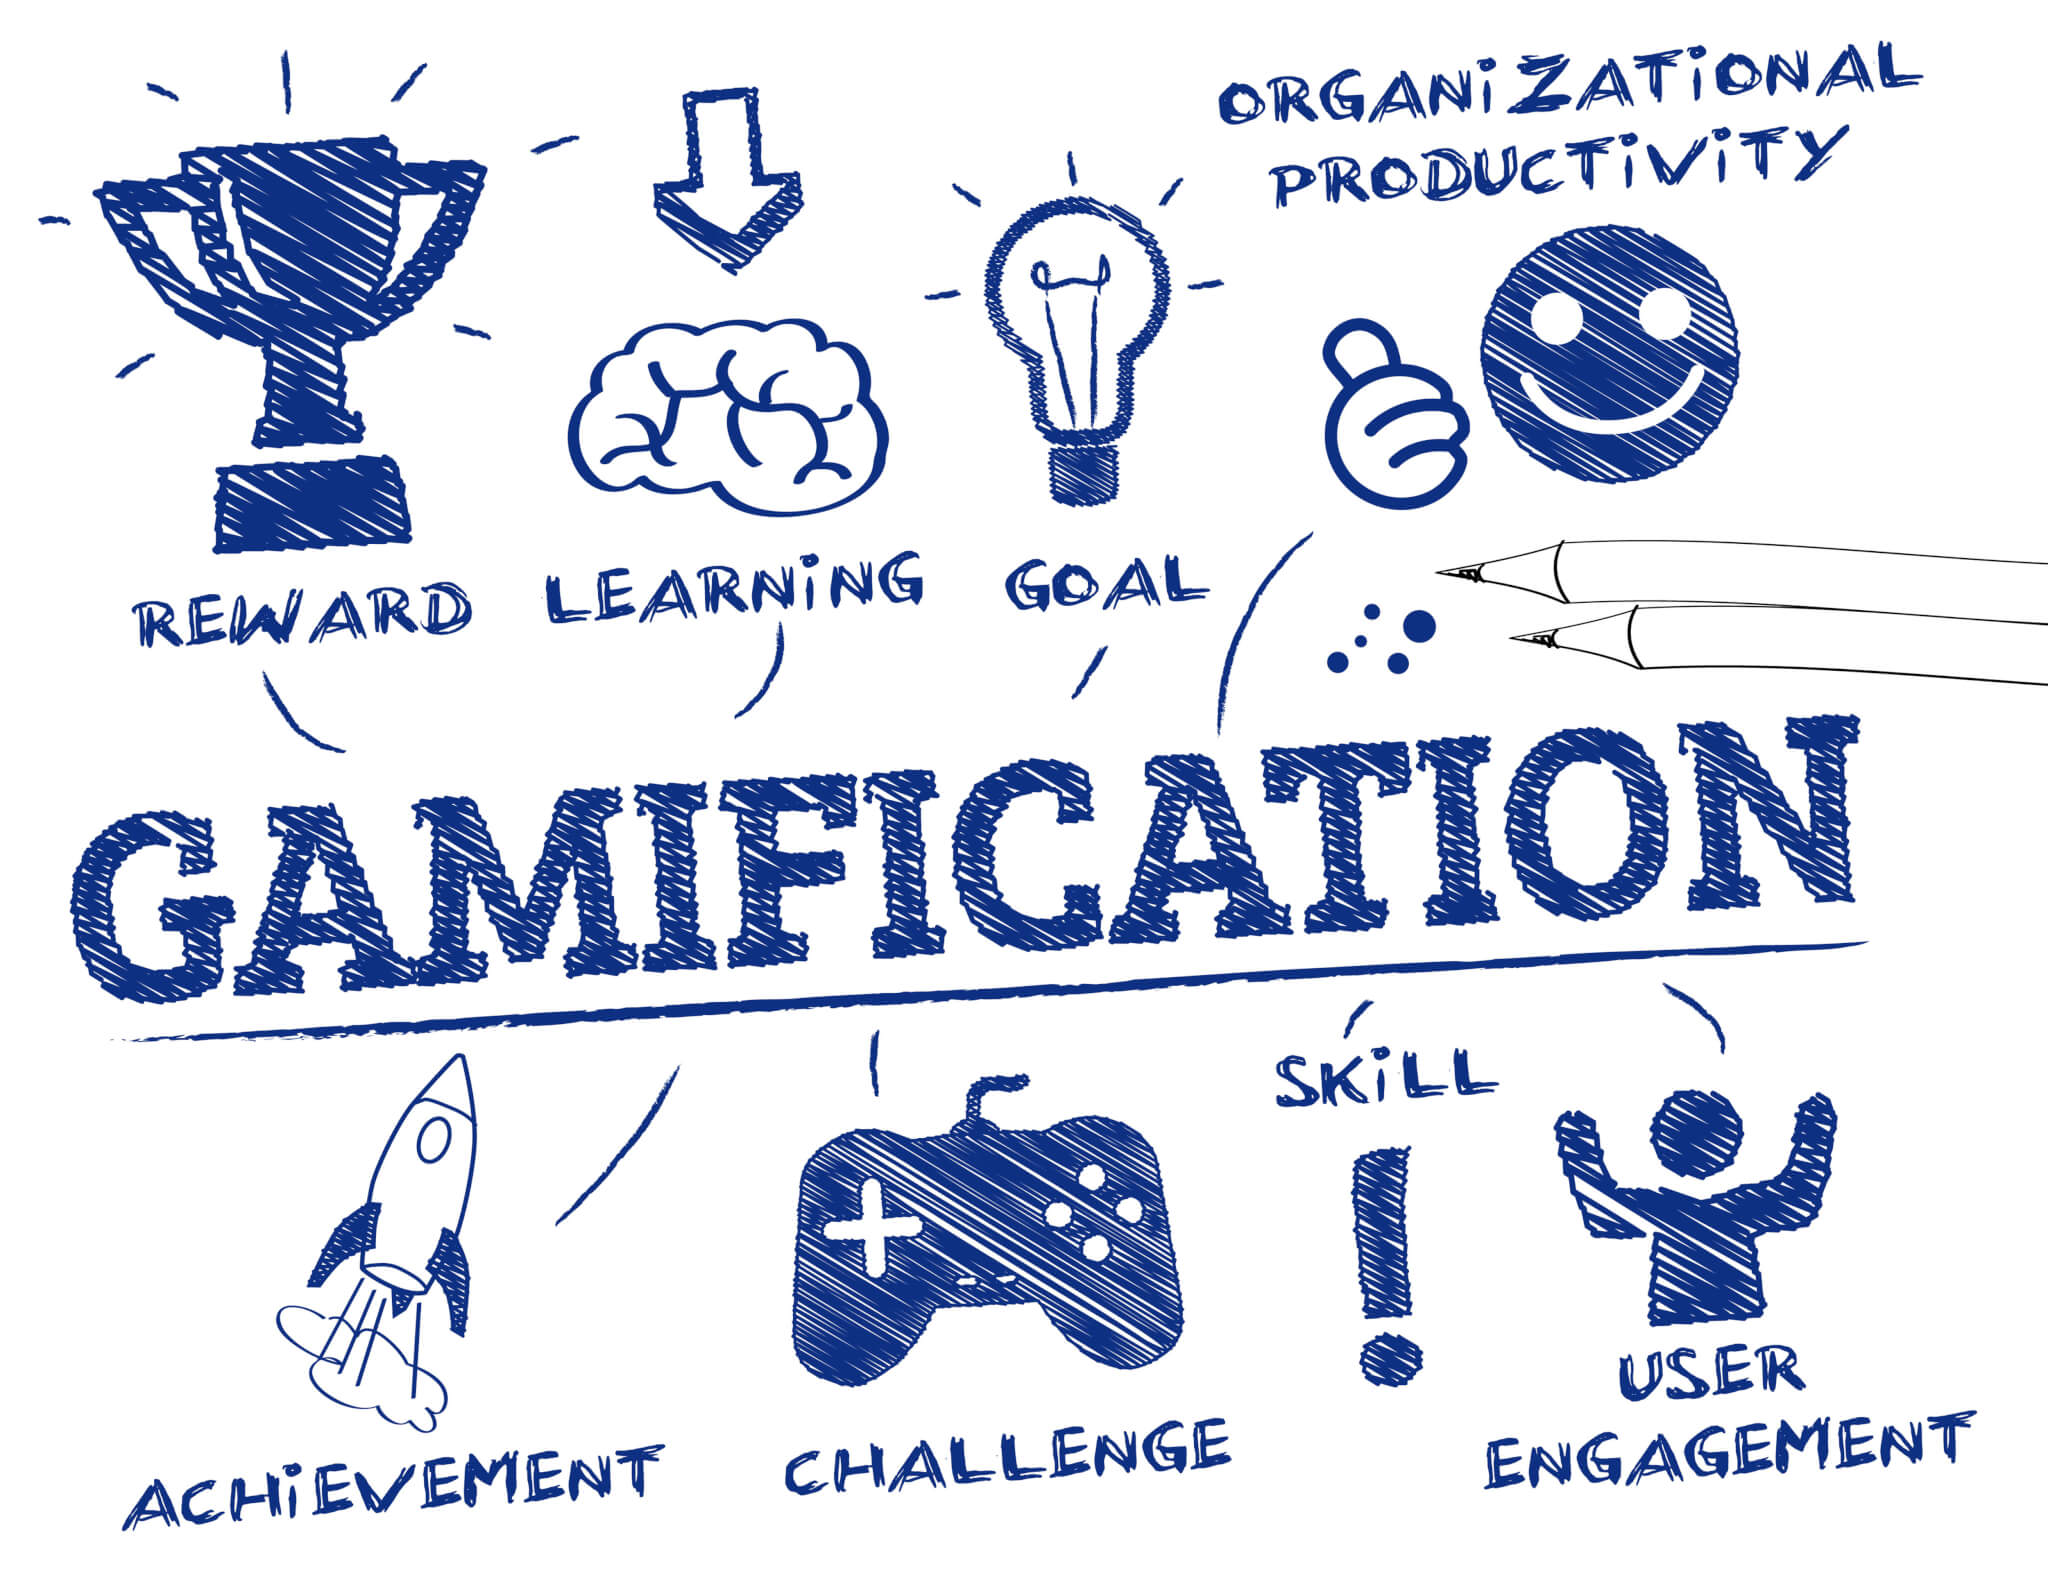 ORGANIZATIONAL
PRODUCTIVITY
REWARD
LEARNING
GOAL
GAMIFICATION
SKILL
ACHIEVEMENT
CHALLENGE
USER
ENGAGEMENT